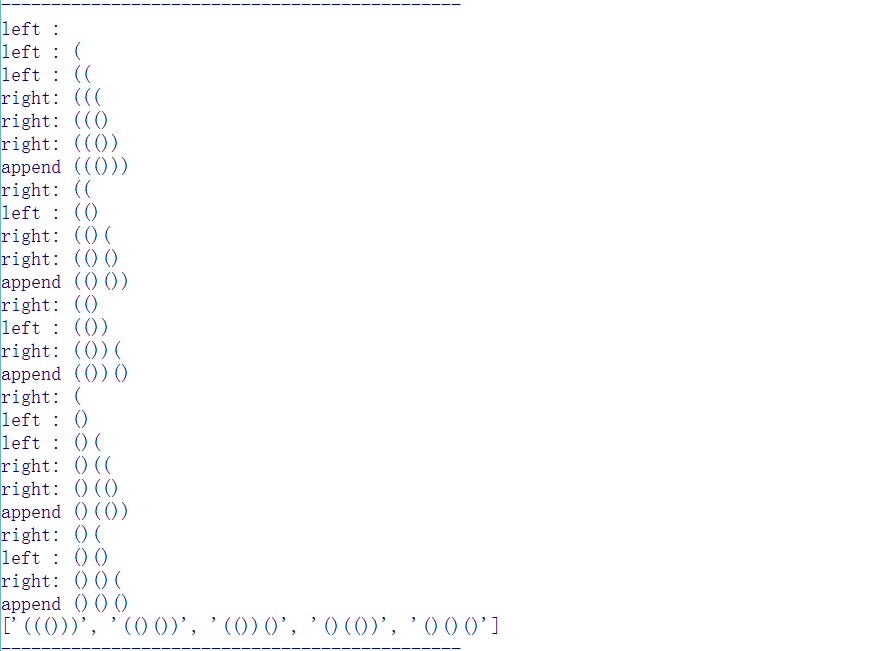 ----------------------------------------------
left :
left : (
left : ((
right: (((
right: ((()
right: ((())
append ((()))
right: ((
left : (()
right: (()(
right: (()()
append (()())
right: (()
left : (())
right: (())(
append (())()
right: (
left : ()
left : ()(
right: ()((
right: ()(()
append ()(())
right: ()(
left : ()()
right: ()()(
append ()()()
['((()))', '(()())', '(())()', '()(())', '()()()']
----------------------------------------------